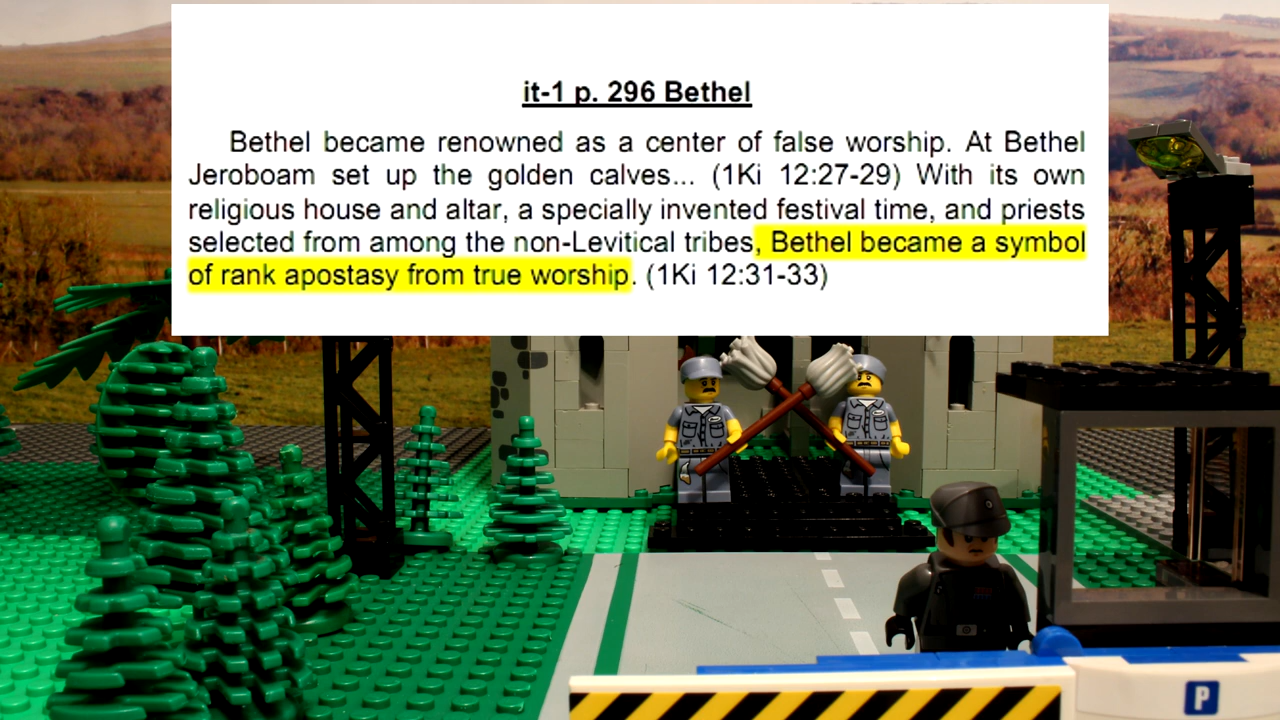 it-1 p. 296 Bethel
Bethel became renowned as a center of false worship. At Bethel
Jeroboam set up the golden calves... (1Ki 12:27-29) With its own
religious house and altar, a specially invented festival time, and priests
selected from among the non-Levitical tribes, Bethel became a symbol
of rank apostasy from true worship. (1Ki 12:31-33)
P